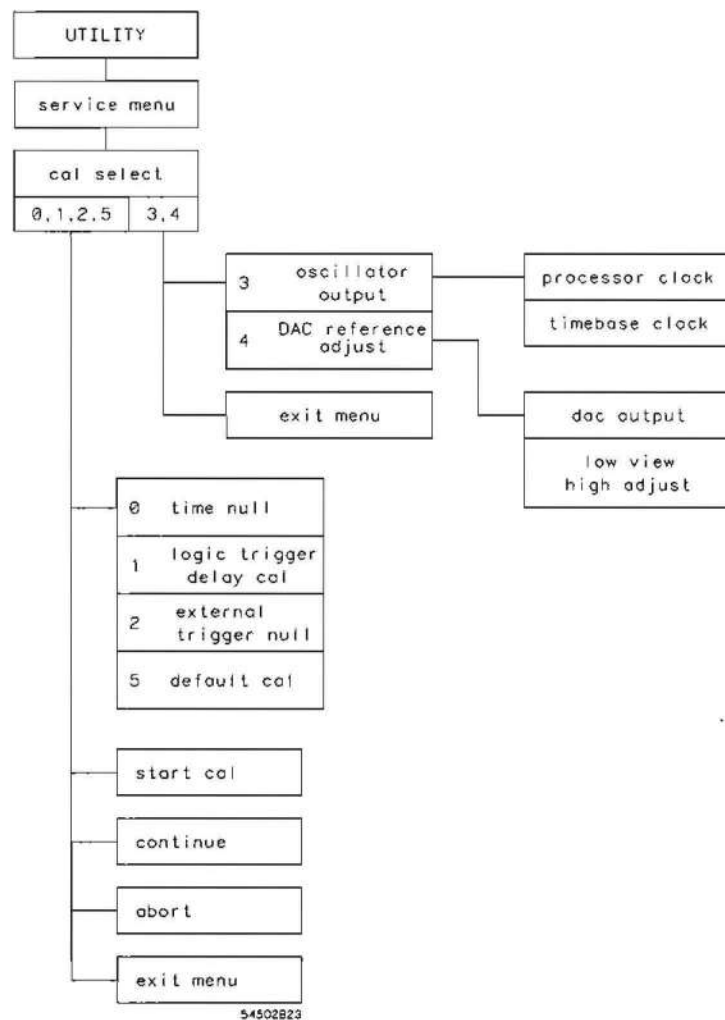 UTILITY
service menu
cal select
0,1,2,5 3,4
3 oscillator
output
4 DAC reference
adjust
exit menu
processor clock
timebase clock
dac output
low view
high adjust
0 time null
1 logic trigger
delay cal
2 external
trigger null
5 default cal
start cal
continue
abort
exit menu
54502B23